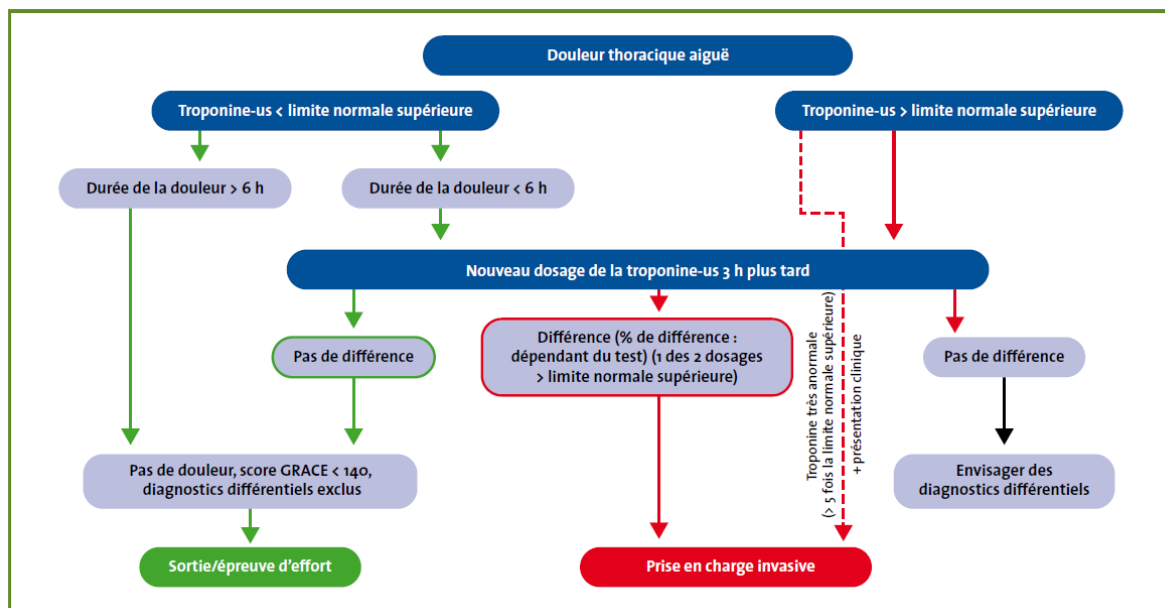 Douleur thoracique aiguë
Troponine-us < limite normale supérieure
Troponine-us > limite normale supérieure
Durée de la douleur > 6 h
Durée de la douleur < 6 h
Nouveau dosage de la troponine-us 3 h plus tard
Pas de différence
Différence (% de différence :
dépendant du test) (1 des 2 dosages
> limite normale supérieure)
Troponine très anormale
(> 5 fois la limite normale supérieure)
+ présentation clinique
Pas de différence
Pas de douleur, score GRACE < 140,
diagnostics différentiels exclus
Envisager des
diagnostics différentiels
Sortie/épreuve d’effort
Prise en charge invasive